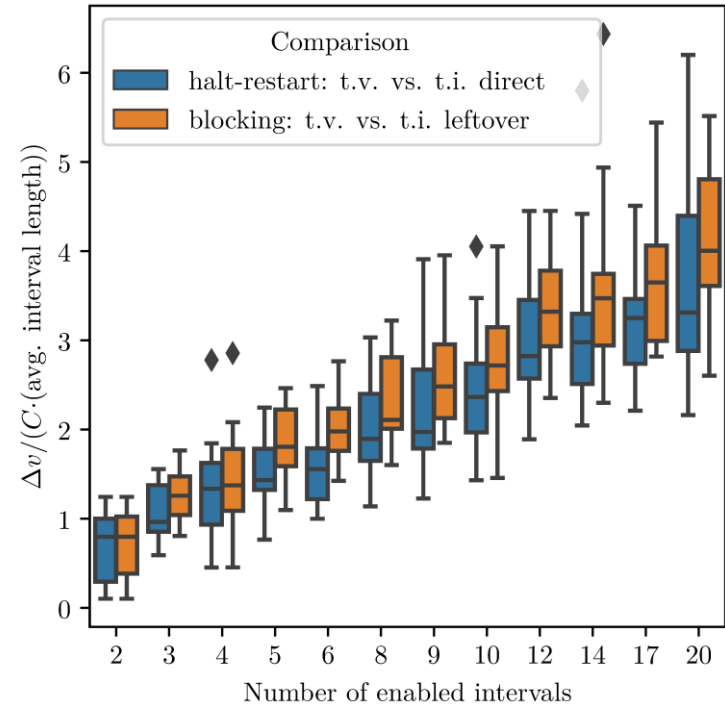 Comparison
halt-restart: t.v. vs. t.i. direct
blocking: t.v. vs. t.i. leftover
Δv/(C·(avg. interval length))
6
5
4
3
2
1
0
2 3 4 5 6 8 9 10 12 14 17 20
Number of enabled intervals